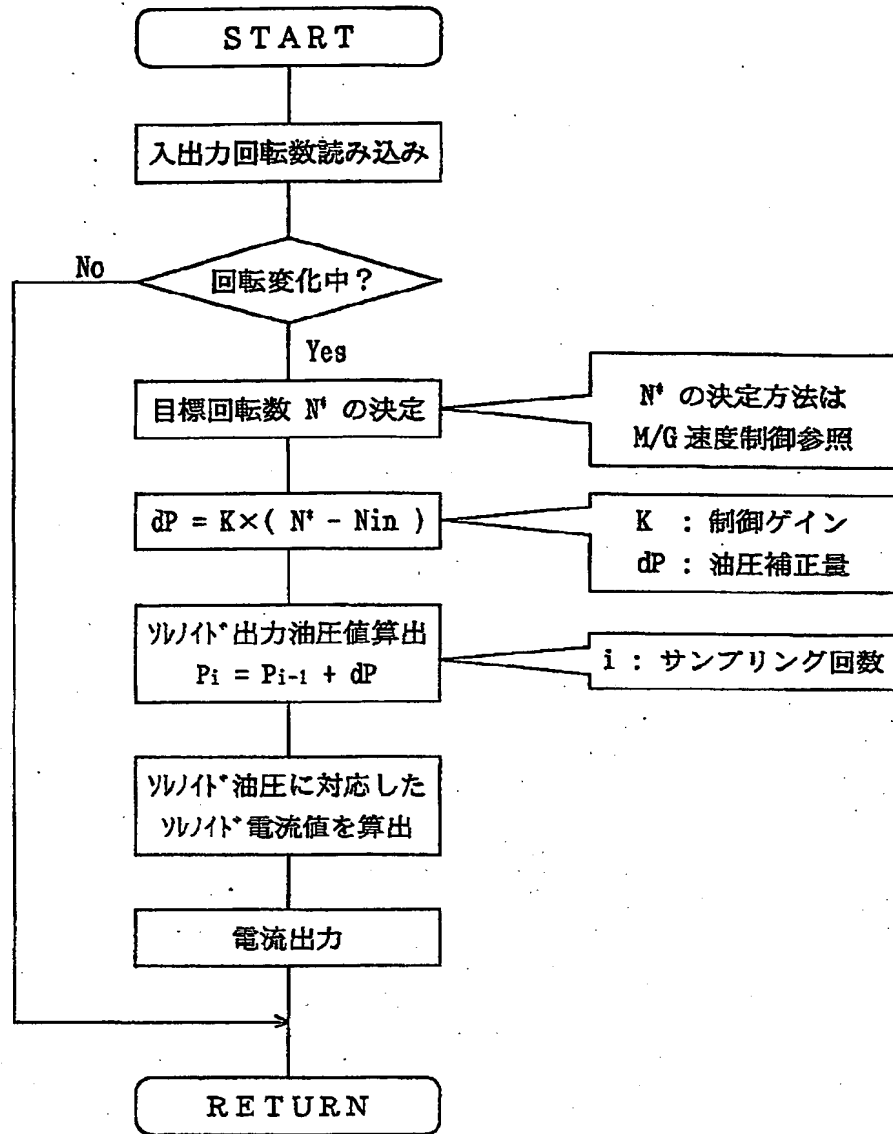 START
入出力回転数読み込み
回転変化中？
No
Yes
目標回転数 N* の決定
N* の決定方法は
M/G 速度制御参照
dP = K×( N* - Nin )
K : 制御ゲイン
dP : 油圧補正量
ｿﾚﾉｲﾄﾞ出力油圧値算出
Pi = Pi-1 + dP
i : サンプリング回数
ｿﾚﾉｲﾄﾞ油圧に対応した
ｿﾚﾉｲﾄﾞ電流値を算出
電流出力
RETURN